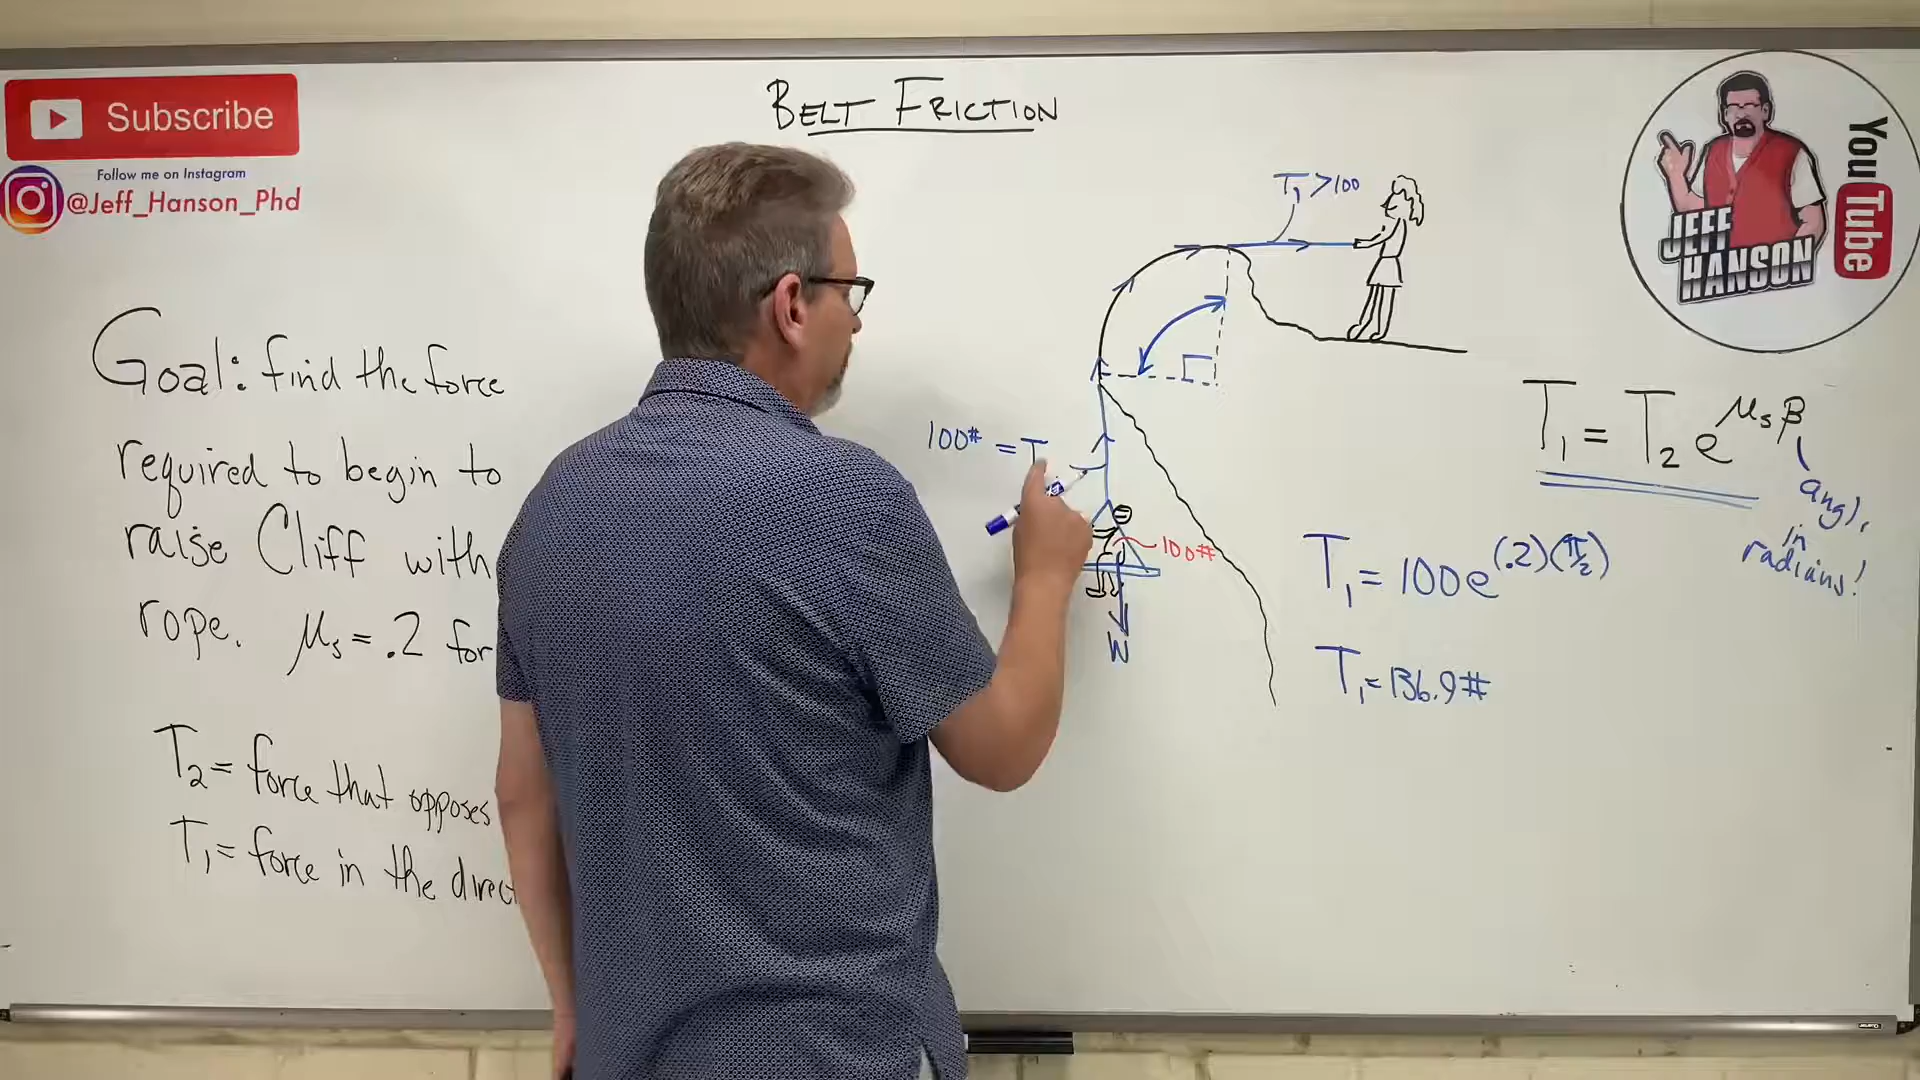 Subscribe
Follow me on Instagram
@Jeff_Hanson_Phd
BELT FRICTION
Goal: find the force
required to begin to
raise Cliff with
rope. μs = .2 for
T2 = force that opposes
T1 = force in the direct
T1 > 100
100# = T
100#
W
T1 = T2 e^μs β
angle
in
radians!
T1 = 100e^(.2)(π/2)
T1 = 136.9#
JEFF
HANSON
YouTube